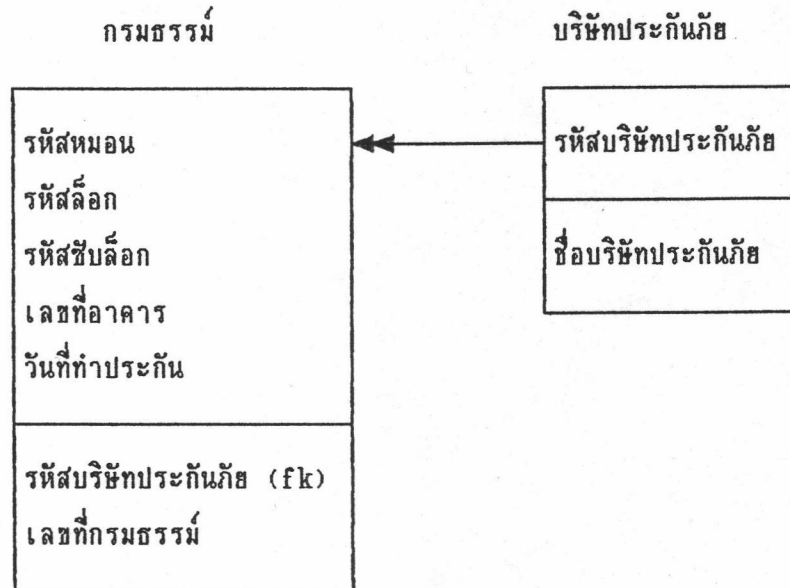 กรมธรรม์
บริษัทประกันภัย
รหัสหมอน
รหัสล็อก
รหัสซับล็อก
เลขที่อาคาร
วันที่ทำประกัน
รหัสบริษัทประกันภัย (fk)
เลขที่กรมธรรม์
รหัสบริษัทประกันภัย
ชื่อบริษัทประกันภัย